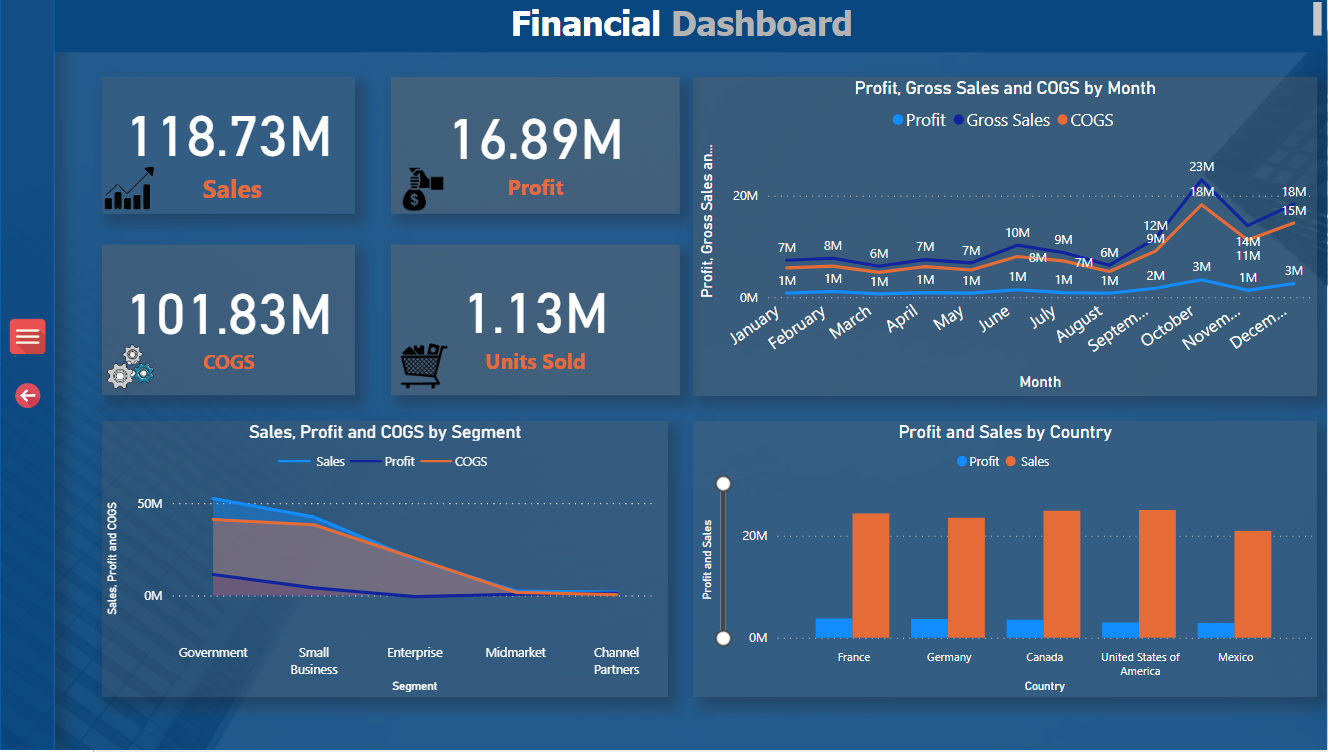 Financial Dashboard
118.73M
Sales
16.89M
Profit
101.83M
COGS
1.13M
Units Sold
$
Profit, Gross Sales and COGS by Month
Profit Gross Sales COGS
Profit, Gross Sales an...
20M
0M
7M 8M 6M 7M 7M 10M 9M 6M 12M 23M 14M 18M
8M 7M 9M 18M 11M 15M
1M 1M 1M 1M 1M 1M 1M 1M 2M 3M 1M 3M
January February March April May June July August Septem... October Novem... Decem...
Month
Sales, Profit and COGS by Segment
Sales Profit COGS
Sales, Profit and COGS
50M
0M
Government Small Business Enterprise Midmarket Channel Partners
Segment
Profit and Sales by Country
Profit Sales
Profit and Sales
20M
0M
France Germany Canada United States of America Mexico
Country